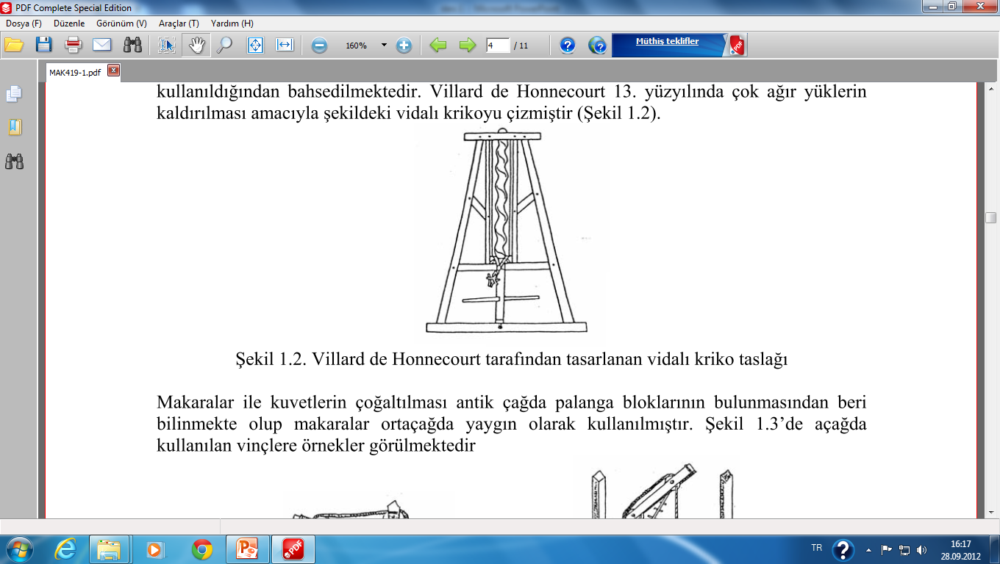 PDF Complete Special Edition
Dosya (F) Düzenle Görünüm (V) Araçlar (T) Yardım (H)
160% 4 / 11 Müthiş teklifler PDF
MAK419-1.pdf
kullanıldığından bahsedilmektedir. Villard de Honnecourt 13. yüzyılında çok ağır yüklerin
kaldırılması amacıyla şekildeki vidalı krikoyu çizmiştir (Şekil 1.2).
Şekil 1.2. Villard de Honnecourt tarafından tasarlanan vidalı kriko taslağı
Makaralar ile kuvetlerin çoğaltılması antik çağda palanga bloklarının bulunmasından beri
bilinmekte olup makaralar ortaçağda yaygın olarak kullanılmıştır. Şekil 1.3’de açağda
kullanılan vinçlere örnekler görülmektedir
TR 16:17
28.09.2012